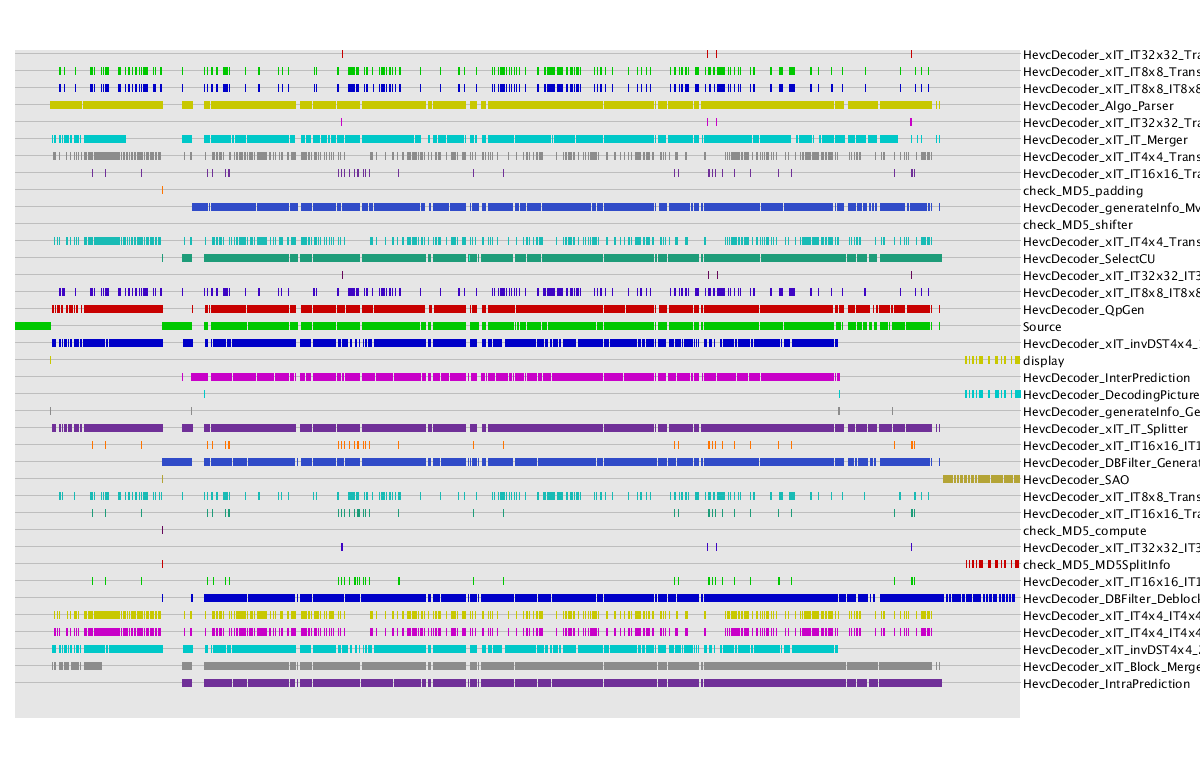 HevcDecoder_xIT_IT32x32_Tra
HevcDecoder_xIT_IT8x8_Trans
HevcDecoder_xIT_IT8x8_IT8x8
HevcDecoder_Algo_Parser
HevcDecoder_xIT_IT32x32_Tra
HevcDecoder_xIT_IT_Merger
HevcDecoder_xIT_IT4x4_Trans
HevcDecoder_xIT_IT16x16_Tra
check_MD5_padding
HevcDecoder_generateInfo_Mv
check_MD5_shifter
HevcDecoder_xIT_IT4x4_Trans
HevcDecoder_SelectCU
HevcDecoder_xIT_IT32x32_IT3
HevcDecoder_xIT_IT8x8_IT8x8
HevcDecoder_QpGen
Source
HevcDecoder_xIT_invDST4x4_
display
HevcDecoder_InterPrediction
HevcDecoder_DecodingPicture
HevcDecoder_generateInfo_Ge
HevcDecoder_xIT_IT_Splitter
HevcDecoder_xIT_IT16x16_IT1
HevcDecoder_DBFilter_Generat
HevcDecoder_SAO
HevcDecoder_xIT_IT8x8_Trans
HevcDecoder_xIT_IT16x16_Tra
check_MD5_compute
HevcDecoder_xIT_IT32x32_IT3
check_MD5_MD5SplitInfo
HevcDecoder_xIT_IT16x16_IT1
HevcDecoder_DBFilter_Deblock
HevcDecoder_xIT_IT4x4_IT4x4
HevcDecoder_xIT_IT4x4_IT4x4
HevcDecoder_xIT_invDST4x4_
HevcDecoder_xIT_Block_Merge
HevcDecoder_IntraPrediction